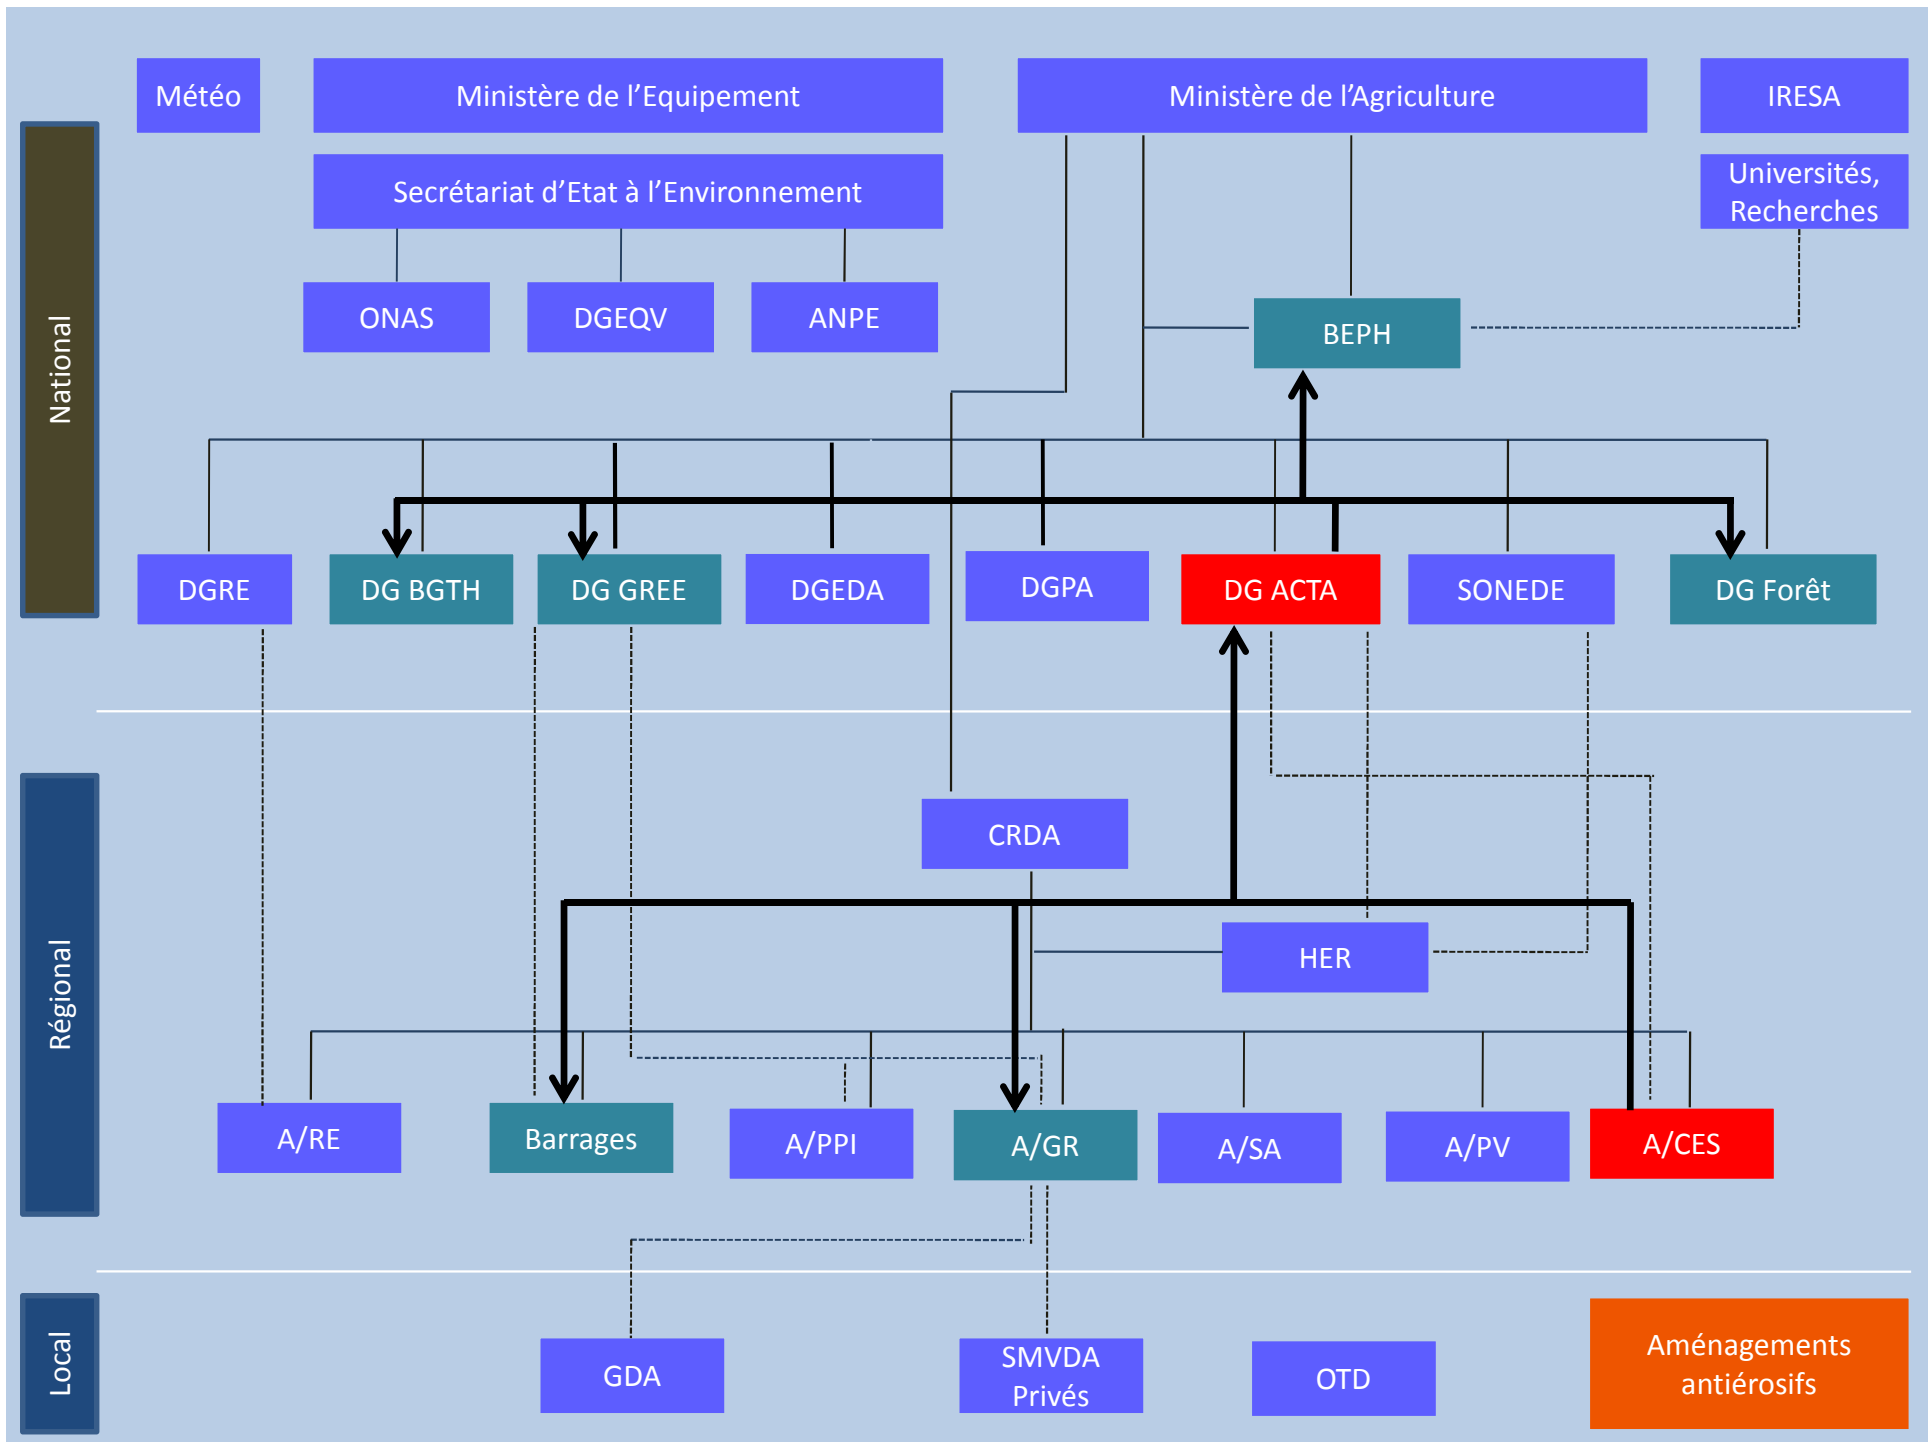 Météo
Ministère de l’Equipement
Ministère de l’Agriculture
IRESA
Secrétariat d’Etat à l’Environnement
Universités,
Recherches
National
ONAS
DGEQV
ANPE
BEPH
DGRE
DG BGTH
DG GREE
DGEDA
DGPA
DG ACTA
SONEDE
DG Forêt
Régional
CRDA
HER
A/RE
Barrages
A/PPI
A/GR
A/SA
A/PV
A/CES
Local
GDA
SMVDA
Privés
OTD
Aménagements
antiérosifs